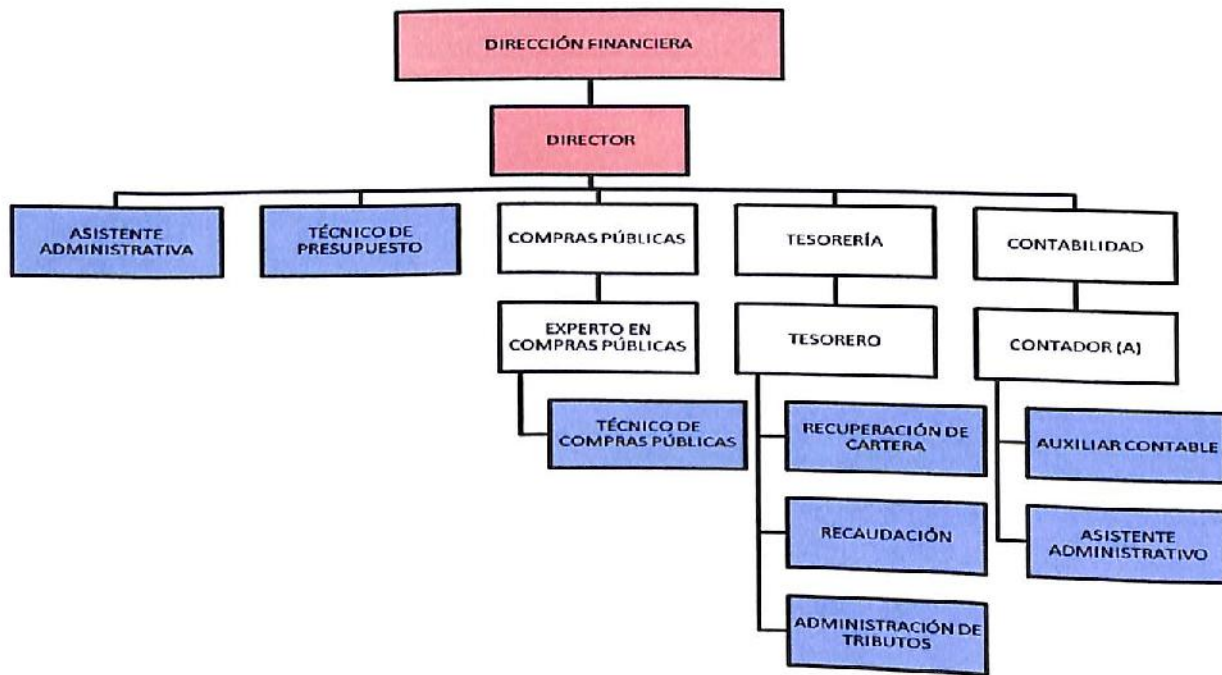 DIRECCIÓN FINANCIERA
DIRECTOR
ASISTENTE
ADMINISTRATIVA
TÉCNICO DE
PRESUPUESTO
COMPRAS PÚBLICAS
TESORERÍA
CONTABILIDAD
EXPERTO EN
COMPRAS PÚBLICAS
TESORERO
CONTADOR (A)
TÉCNICO DE
COMPRAS PÚBLICAS
RECUPERACIÓN DE
CARTERA
AUXILIAR CONTABLE
RECAUDACIÓN
ASISTENTE
ADMINISTRATIVO
ADMINISTRACIÓN DE
TRIBUTOS